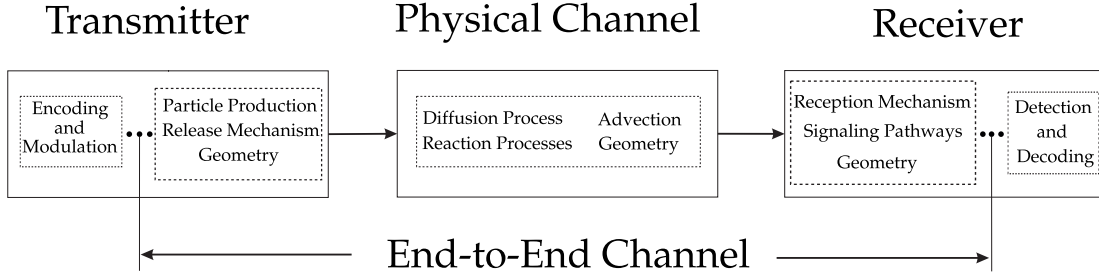 Transmitter
Physical Channel
Receiver
Encoding
and
Modulation
Particle Production
Release Mechanism
Geometry
Diffusion Process
Reaction Processes
Advection
Geometry
Reception Mechanism
Signaling Pathways
Geometry
Detection
and
Decoding
End-to-End Channel